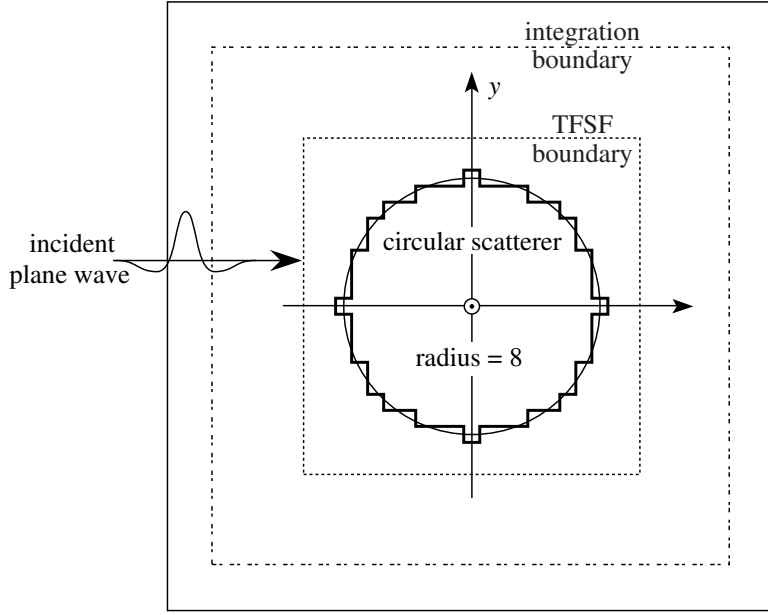 integration
boundary
y
TFSF
boundary
incident
plane wave
circular scatterer
radius = 8